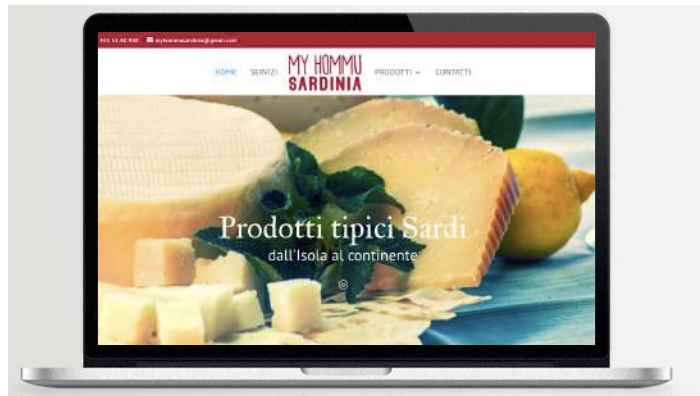 HOME SERVIZI MY HOMMU SARDINIA PRODOTTI CONTATTI
Prodotti tipici Sardi
dall'Isola al continente